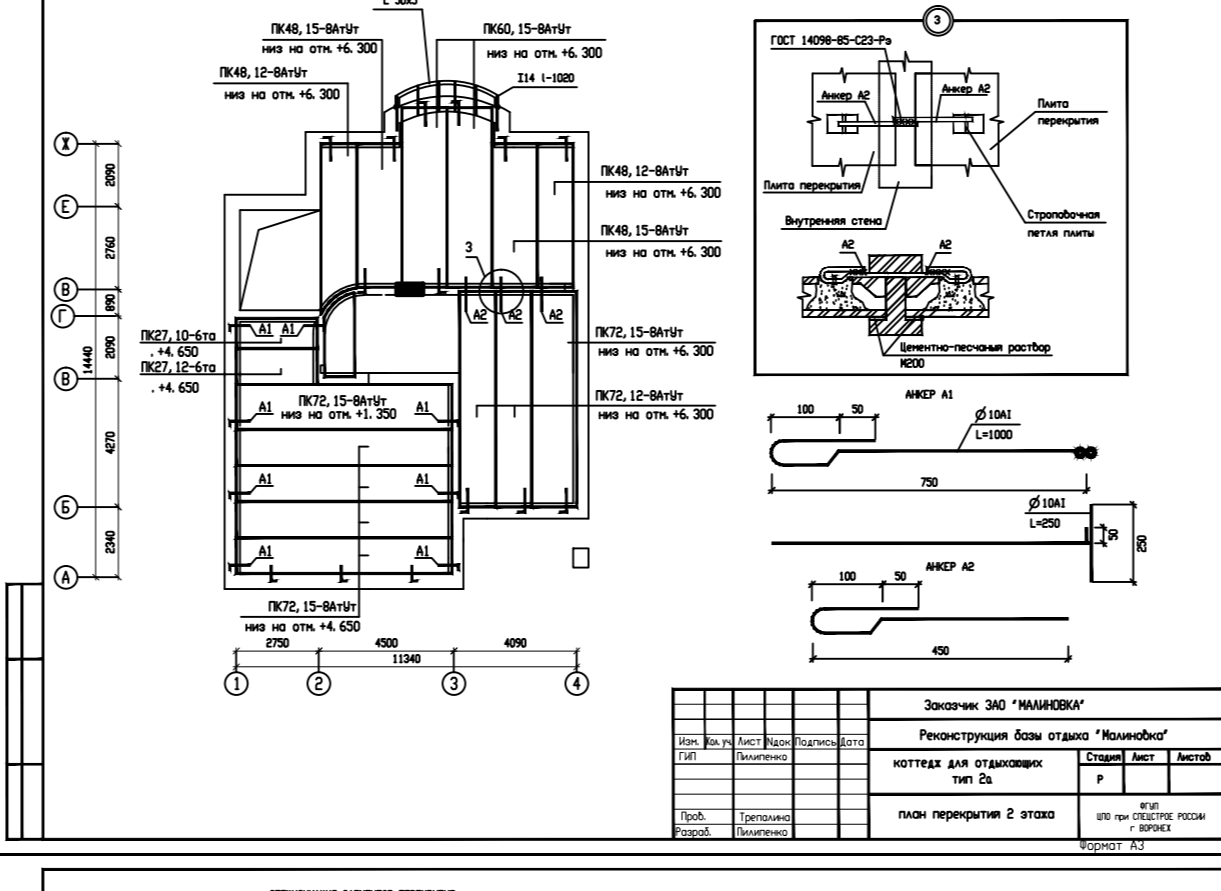 ПК48, 15-8АтУт
низ на отм. +6. 300
ПК60, 15-8АтУт
низ на отм. +6. 300
ПК48, 12-8АтУт
низ на отм. +6. 300
I14 l-1020
ПК48, 12-8АтУт
низ на отм. +6. 300
ПК48, 15-8АтУт
низ на отм. +6. 300
3
А2 А2 А2
ПК72, 15-8АтУт
низ на отм. +6. 300
ПК72, 12-8АтУт
низ на отм. +6. 300
ПК27, 10-6та
. +4. 650
ПК27, 12-6та
. +4. 650
А1 А1
ПК72, 15-8АтУт
низ на отм. +1. 350
А1 А1
А1 А1
А1 А1
ПК72, 15-8АтУт
низ на отм. +4. 650
Ж
Е
В
Г
В
Б
А
2090
2760
890
2090
4270
2340
14440
2750 4500 4090
11340
1 2 3 4
3
ГОСТ 14098-85-С23-Рэ
Анкер А2 Анкер А2
Плита
перекрытия
Плита перекрытия
Внутренняя стена
Строповочная
петля плиты
А2 А2
Цементно-песчаныя раствор
М200
АНКЕР А1
100 50
Ø10АI
L=1000
750
Ø10АI
L=250
50
250
АНКЕР А2
100 50
450
Заказчик ЗАО "МАЛИНОВКА"
Реконструкция базы отдыха "Малиновка"
Изм. Кол.уч Лист Nдок Подпись Дата
ГИП Пилипенко
коттедж для отдыхающих
тип 2а
Стадия Лист Листов
Р
Пров. Трепалина
Разраб. Пилипенко
план перекрытия 2 этажа
ФГУП
ЦПО при СПЕЦСТРОЕ РОССИИ
г ВОРОНЕЖ
Формат А3